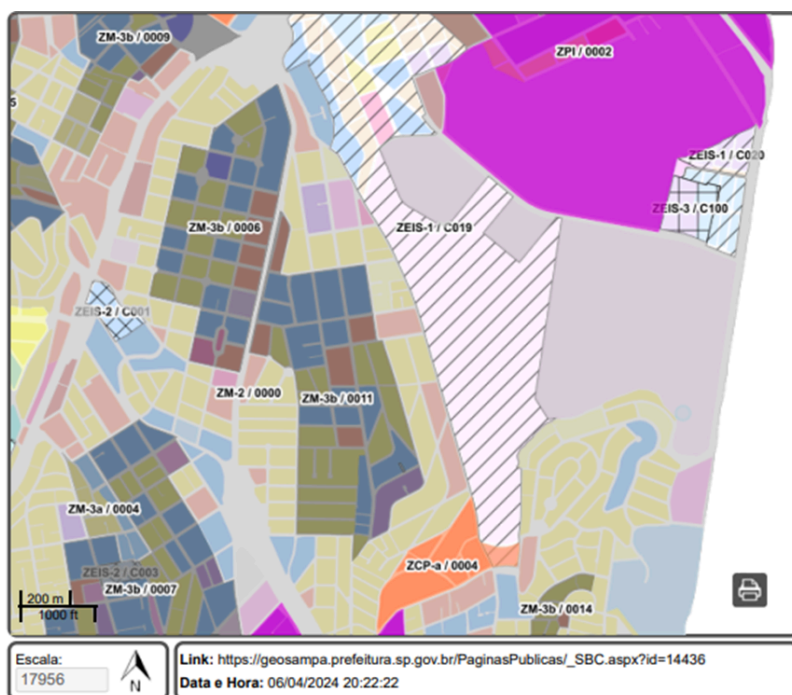 ZM-3b / 0009
ZPI / 0002
5
ZEIS-1 / C020
ZEIS-3 / C100
ZM-3b / 0006
ZEIS-1 / C019
ZEIS-2 / C001
ZM-2 / 0000
ZM-3b / 0011
ZM-3a / 0004
ZEIS-2 / C003
ZM-3b / 0007
ZCP-a / 0004
ZM-3b / 0014
200 m
1000 ft
Escala:
17956
N
Link: https://geosampa.prefeitura.sp.gov.br/PaginasPublicas/_SBC.aspx?id=14436
Data e Hora: 06/04/2024 20:22:22